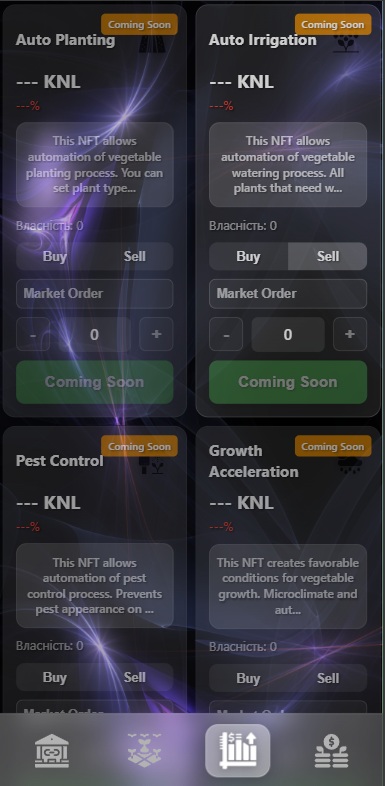 Coming Soon
Auto Planting
--- KNL
---%
This NFT allows
automation of vegetable
planting process. You can
set plant type...
Власність: 0
Buy Sell
Market Order
- 0 +
Coming Soon
Coming Soon
Auto Irrigation
--- KNL
---%
This NFT allows
automation of vegetable
watering process. All
plants that need w...
Власність: 0
Buy Sell
Market Order
- 0 +
Coming Soon
Coming Soon
Pest Control
--- KNL
---%
This NFT allows
automation of pest
control process. Prevents
pest appearance on ...
Власність: 0
Buy Sell
Market Order
Coming Soon
Growth
Acceleration
--- KNL
---%
This NFT creates favorable
conditions for vegetable
growth. Microclimate and
aut...
Власність: 0
Buy Sell
Market Order